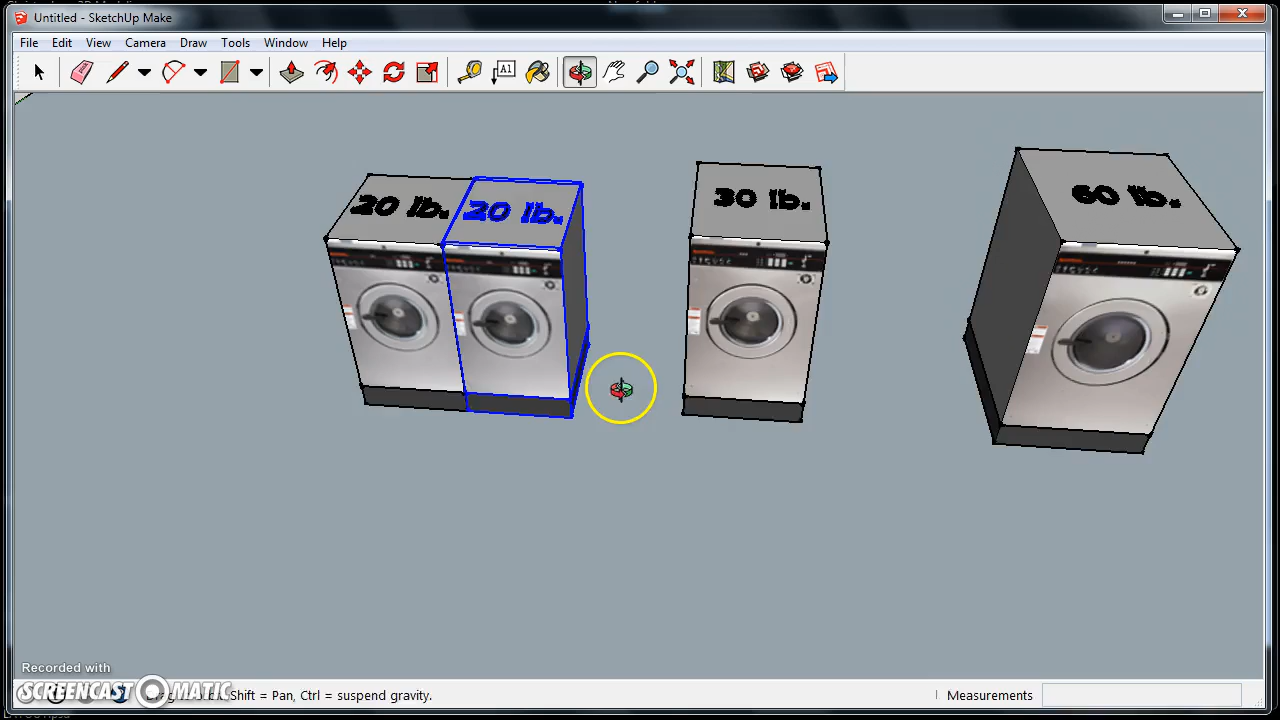 Untitled - SketchUp Make
File Edit View Camera Draw Tools Window Help
A1
20 lb. 20 lb. 30 lb. 60 lb.
Recorded with
SCREENCAST MATIC
Shift = Pan, Ctrl = suspend gravity. Measurements